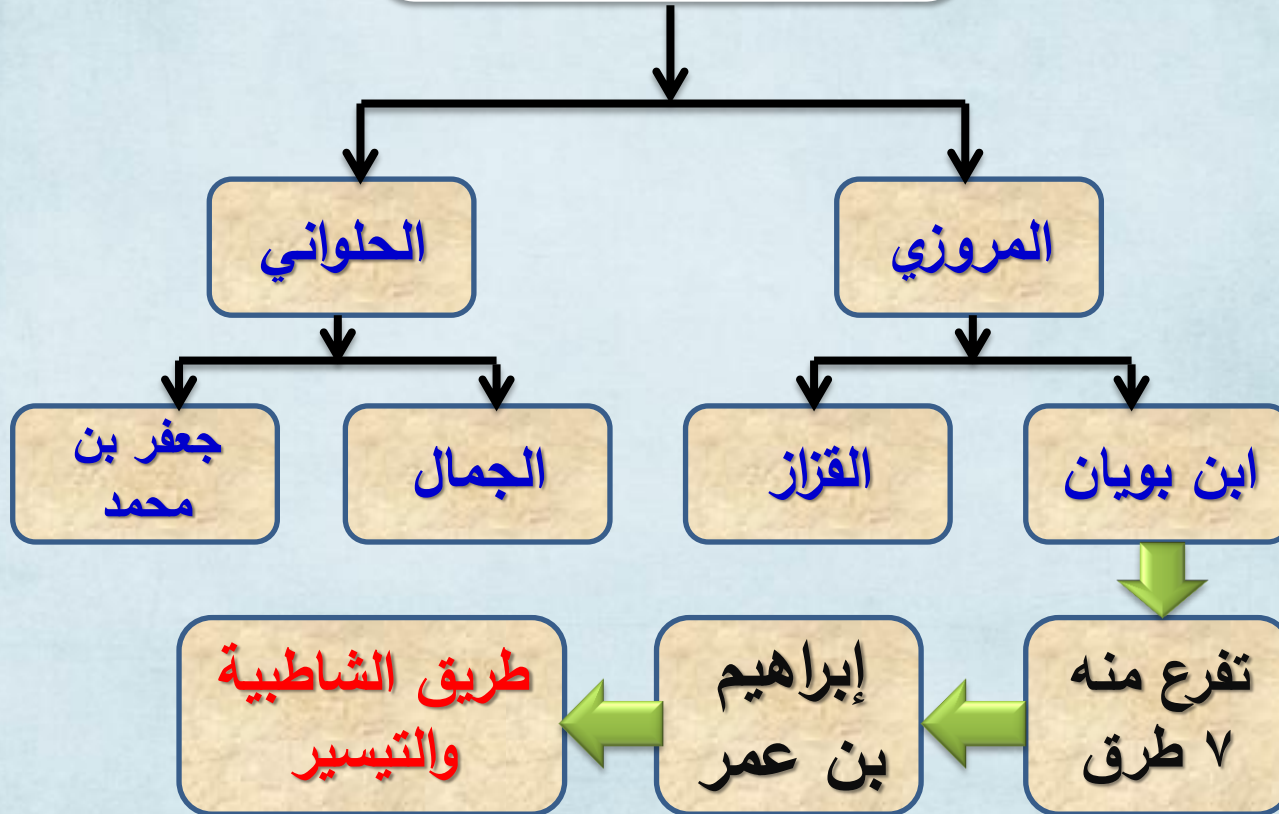 المروزي
الحلواني
ابن بويان
القزاز
الجمال
جعفر بن
محمد
تفرع منه
٧ طرق
إبراهيم
بن عمر
طريق الشاطبية
والتيسير